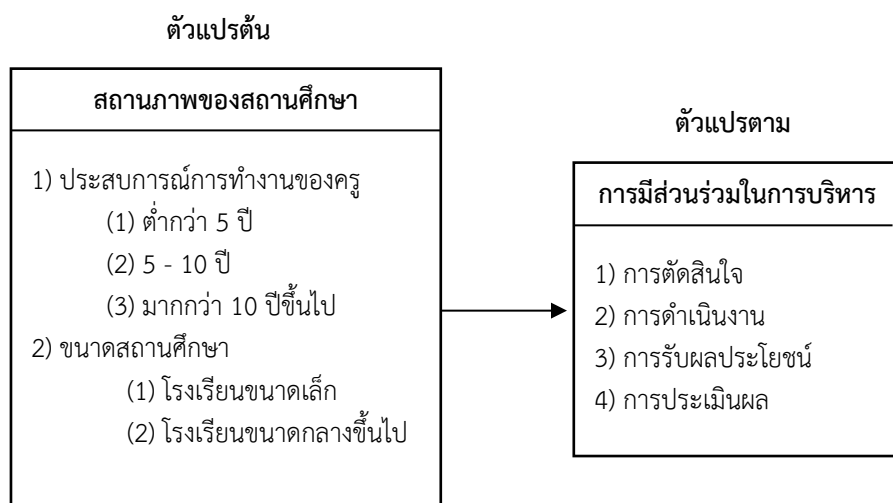 ตัวแปรต้น
สถานภาพของสถานศึกษา
1) ประสบการณ์การทำงานของครู
(1) ต่ำกว่า 5 ปี
(2) 5 - 10 ปี
(3) มากกว่า 10 ปีขึ้นไป
2) ขนาดสถานศึกษา
(1) โรงเรียนขนาดเล็ก
(2) โรงเรียนขนาดกลางขึ้นไป
ตัวแปรตาม
การมีส่วนร่วมในการบริหาร
1) การตัดสินใจ
2) การดำเนินงาน
3) การรับผลประโยชน์
4) การประเมินผล